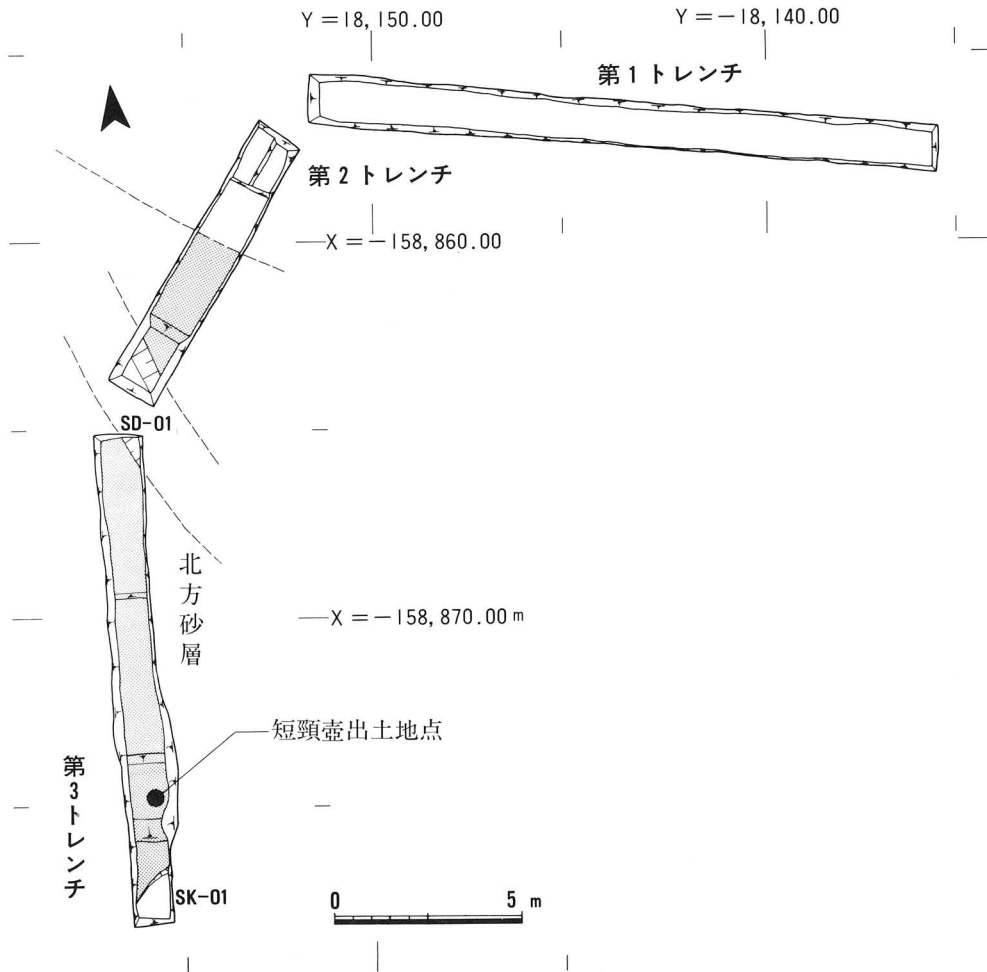 Y=18,150.00
Y=-18,140.00
第1トレンチ
第2トレンチ
X=-158,860.00
SD-01
北方砂層
X=-158,870.00m
短頸壺出土地点
第3トレンチ
SK-01
0 5 m